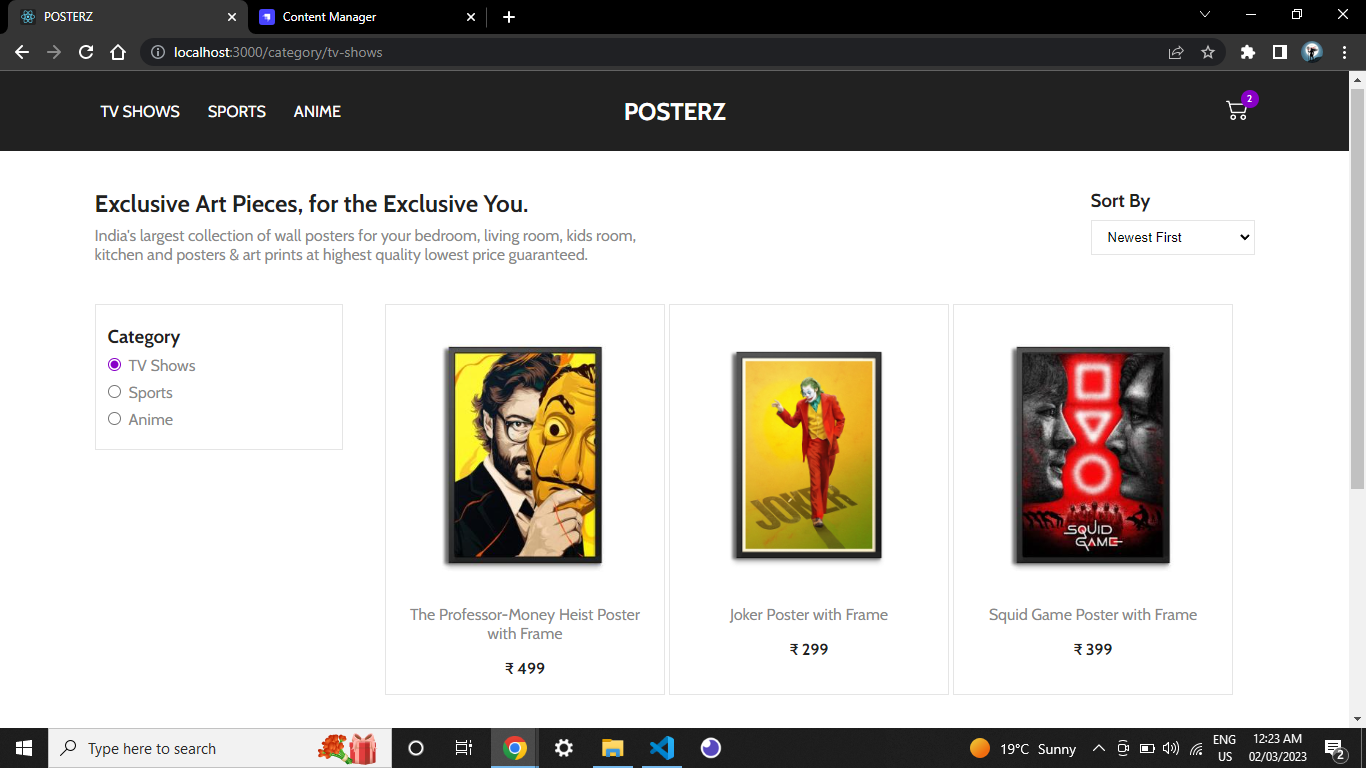 POSTERZ
Content Manager
localhost:3000/category/tv-shows
TV SHOWS SPORTS ANIME
POSTERZ
2
Exclusive Art Pieces, for the Exclusive You.
India's largest collection of wall posters for your bedroom, living room, kids room,
kitchen and posters & art prints at highest quality lowest price guaranteed.
Sort By
Newest First
Category
TV Shows
Sports
Anime
JOKER
SQUID
GAME
The Professor-Money Heist Poster
with Frame
₹ 499
Joker Poster with Frame
₹ 299
Squid Game Poster with Frame
₹ 399
Type here to search
19°C Sunny
ENG
US
12:23 AM
02/03/2023
2